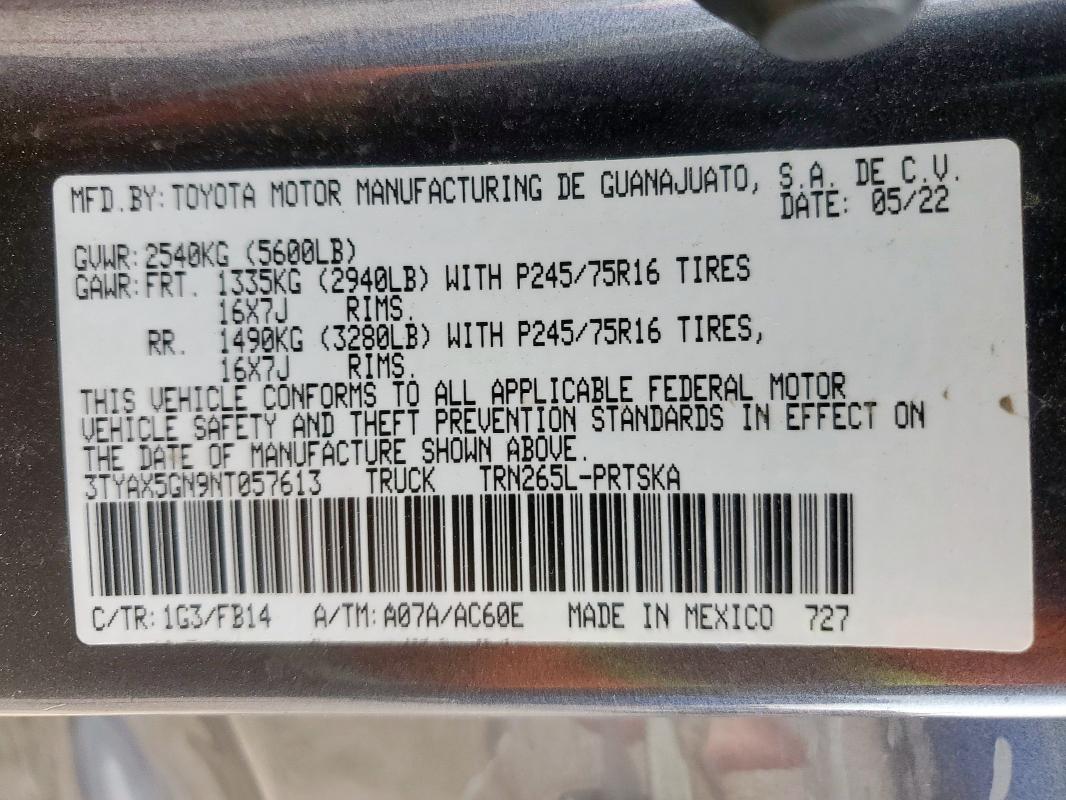 MFD.BY: TOYOTA MOTOR MANUFACTURING DE GUANAJUATO, S.A. DE C.V.
DATE: 05/22
GVWR: 2540KG (5600LB)
GAWR: FRT. 1335KG (2940LB) WITH P245/75R16 TIRES
16X7J RIMS.
RR. 1490KG (3280LB) WITH P245/75R16 TIRES,
16X7J RIMS.
THIS VEHICLE CONFORMS TO ALL APPLICABLE FEDERAL MOTOR
VEHICLE SAFETY AND THEFT PREVENTION STANDARDS IN EFFECT ON
THE DATE OF MANUFACTURE SHOWN ABOVE.
3TYAX5GN9NT057613 TRUCK TRN265L-PRTSKA
C/TR: 1G3/FB14 A/TM: A07A/AC60E MADE IN MEXICO 727